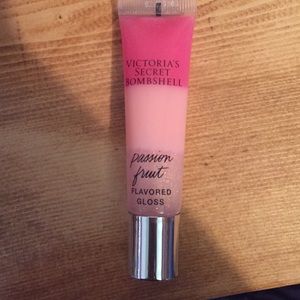 VICTORIA'S
SECRET
BOMBSHELL
passion
fruit
FLAVORED
GLOSS